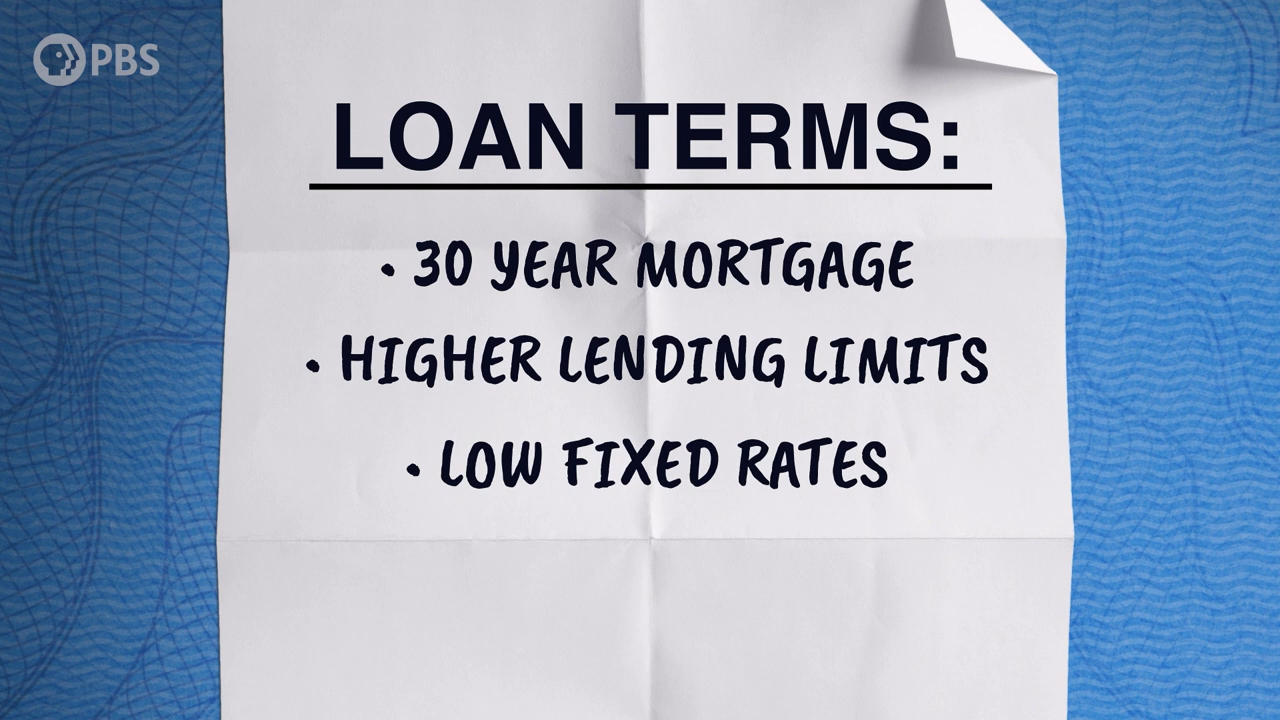 PBS
LOAN TERMS:
• 30 YEAR MORTGAGE
• HIGHER LENDING LIMITS
• LOW FIXED RATES